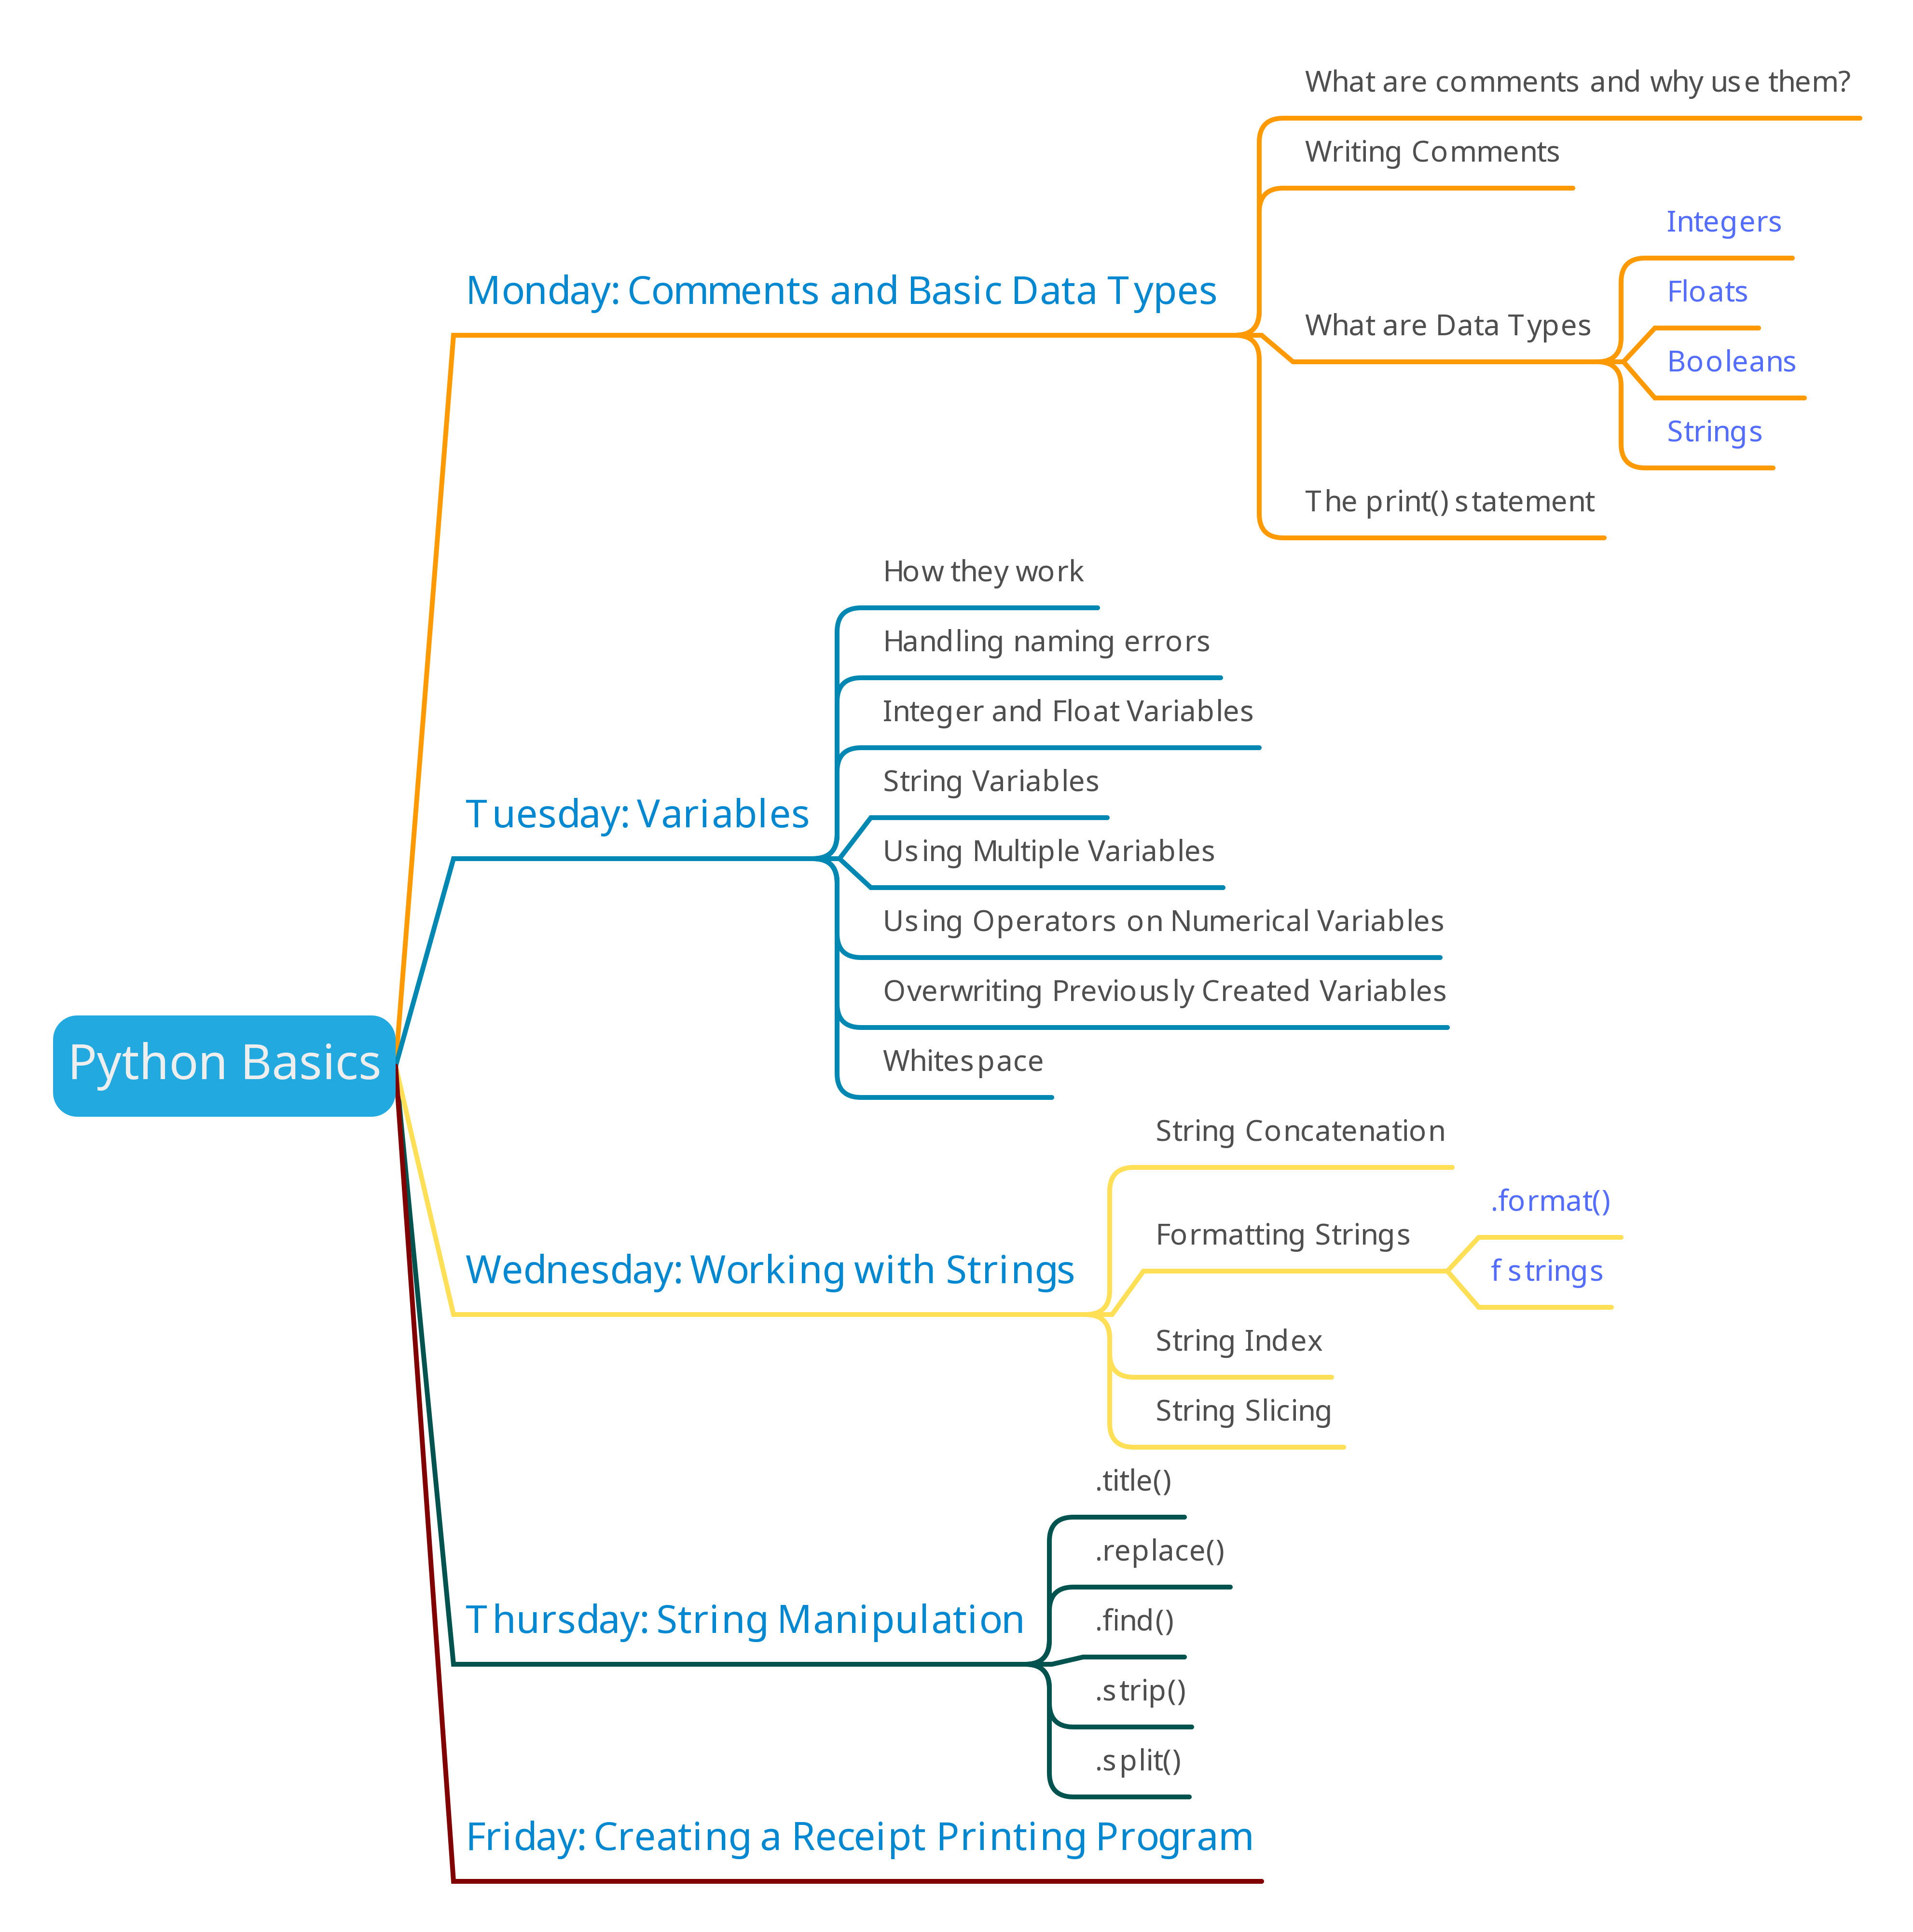 Python Basics
Monday: Comments and Basic Data Types
What are comments and why use them?
Writing Comments
What are Data Types
Integers
Floats
Booleans
Strings
The print() statement
Tuesday: Variables
How they work
Handling naming errors
Integer and Float Variables
String Variables
Using Multiple Variables
Using Operators on Numerical Variables
Overwriting Previously Created Variables
Whitespace
Wednesday: Working with Strings
String Concatenation
Formatting Strings
.format()
f strings
String Index
String Slicing
Thursday: String Manipulation
.title()
.replace()
.find()
.strip()
.split()
Friday: Creating a Receipt Printing Program